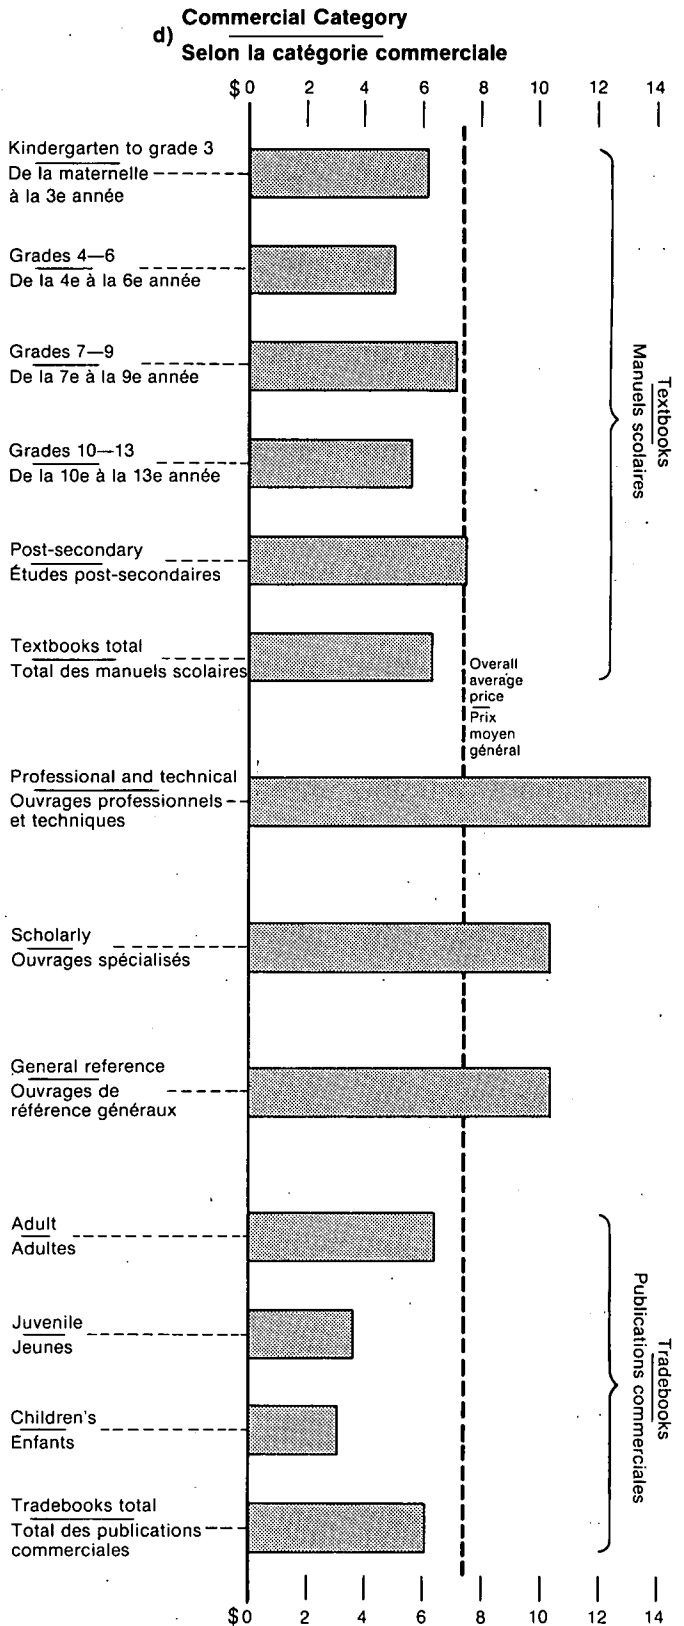 Commercial Category
d)
Selon la catégorie commerciale
$ 0 2 4 6 8 10 12 14
Kindergarten to grade 3
De la maternelle
à la 3e année
Grades 4—6
De la 4e à la 6e année
Grades 7—9
De la 7e à la 9e année
Grades 10—13
De la 10e à la 13e année
Post-secondary
Études post-secondaires
Textbooks total
Total des manuels scolaires
Textbooks
Manuels scolaires
Overall
average
price
Prix
moyen
général
Professional and technical
Ouvrages professionnels
et techniques
Scholarly
Ouvrages spécialisés
General reference
Ouvrages de
référence généraux
Adult
Adultes
Juvenile
Jeunes
Children's
Enfants
Tradebooks total
Total des publications
commerciales
Tradebooks
Publications commerciales
$ 0 2 4 6 8 10 12 14